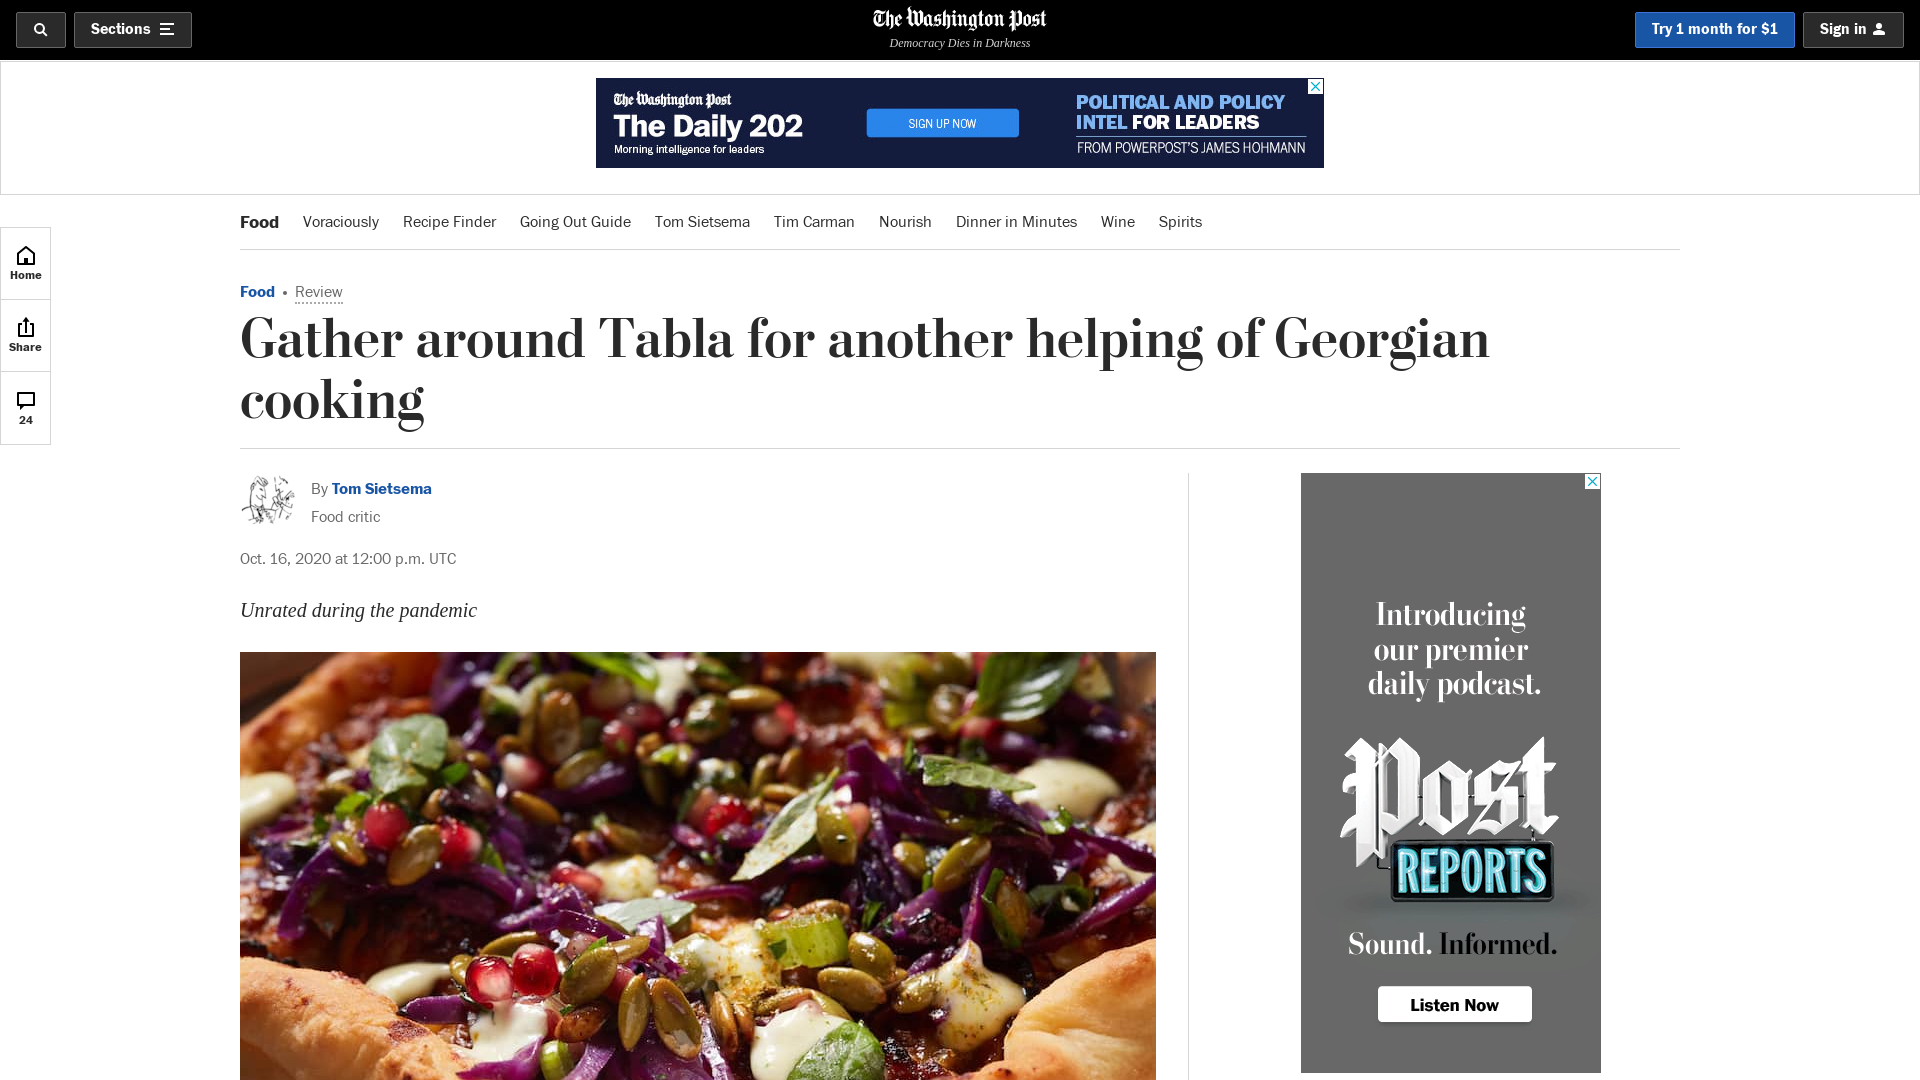 Sections
The Washington Post
Democracy Dies in Darkness
Try 1 month for $1
Sign in
The Washington Post
The Daily 202
Morning intelligence for leaders
SIGN UP NOW
POLITICAL AND POLICY
INTEL FOR LEADERS
FROM POWERPOST'S JAMES HOHMANN
Food Voraciously Recipe Finder Going Out Guide Tom Sietsema Tim Carman Nourish Dinner in Minutes Wine Spirits
Home
Share
24
Food • Review
Gather around Tabla for another helping of Georgian
cooking
By Tom Sietsema
Food critic
Oct. 16, 2020 at 12:00 p.m. UTC
Unrated during the pandemic
Introducing
our premier
daily podcast.
Post
REPORTS
Sound. Informed.
Listen Now